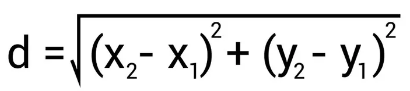 d = √(x₂ - x₁)² + (y₂ - y₁)²